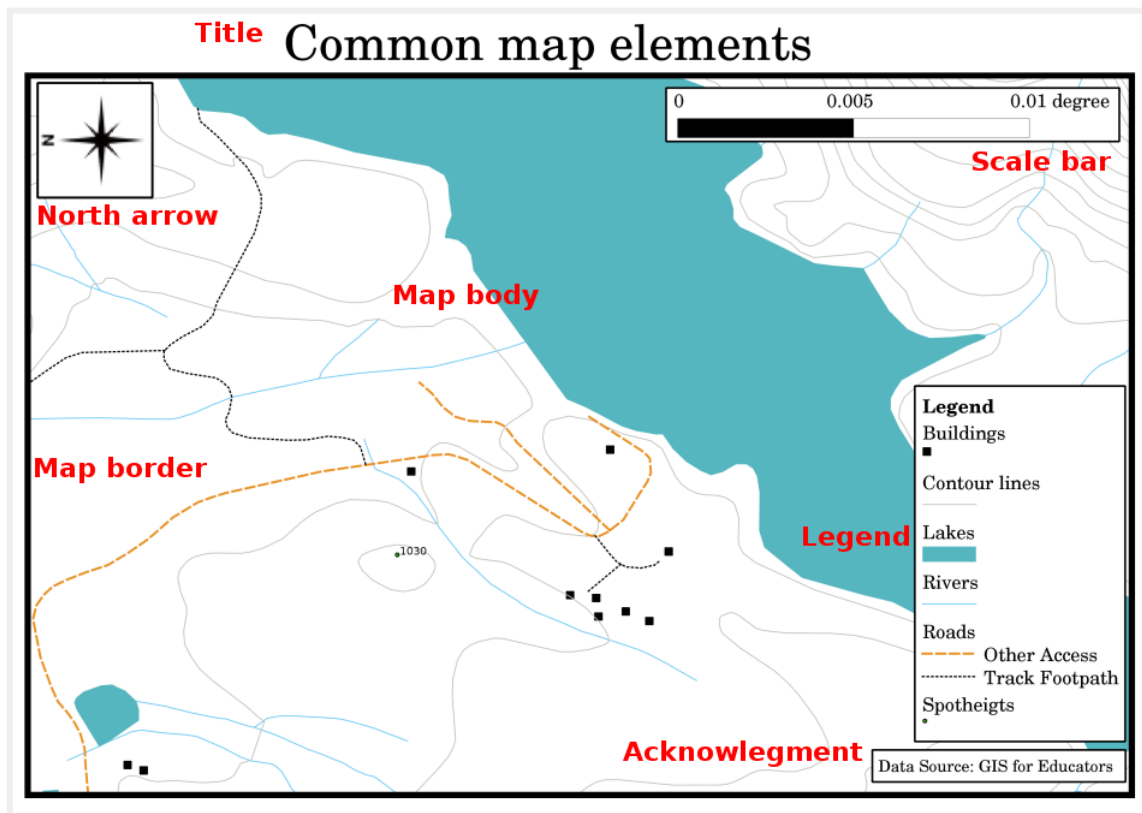 Title Common map elements
0 0.005 0.01 degree
N
Scale bar
North arrow
Map body
Legend
Buildings
Map border
Contour lines
Legend
Lakes
1030
Rivers
Roads
Other Access
Track Footpath
Spotheigts
Acknowlegment
Data Source: GIS for Educators